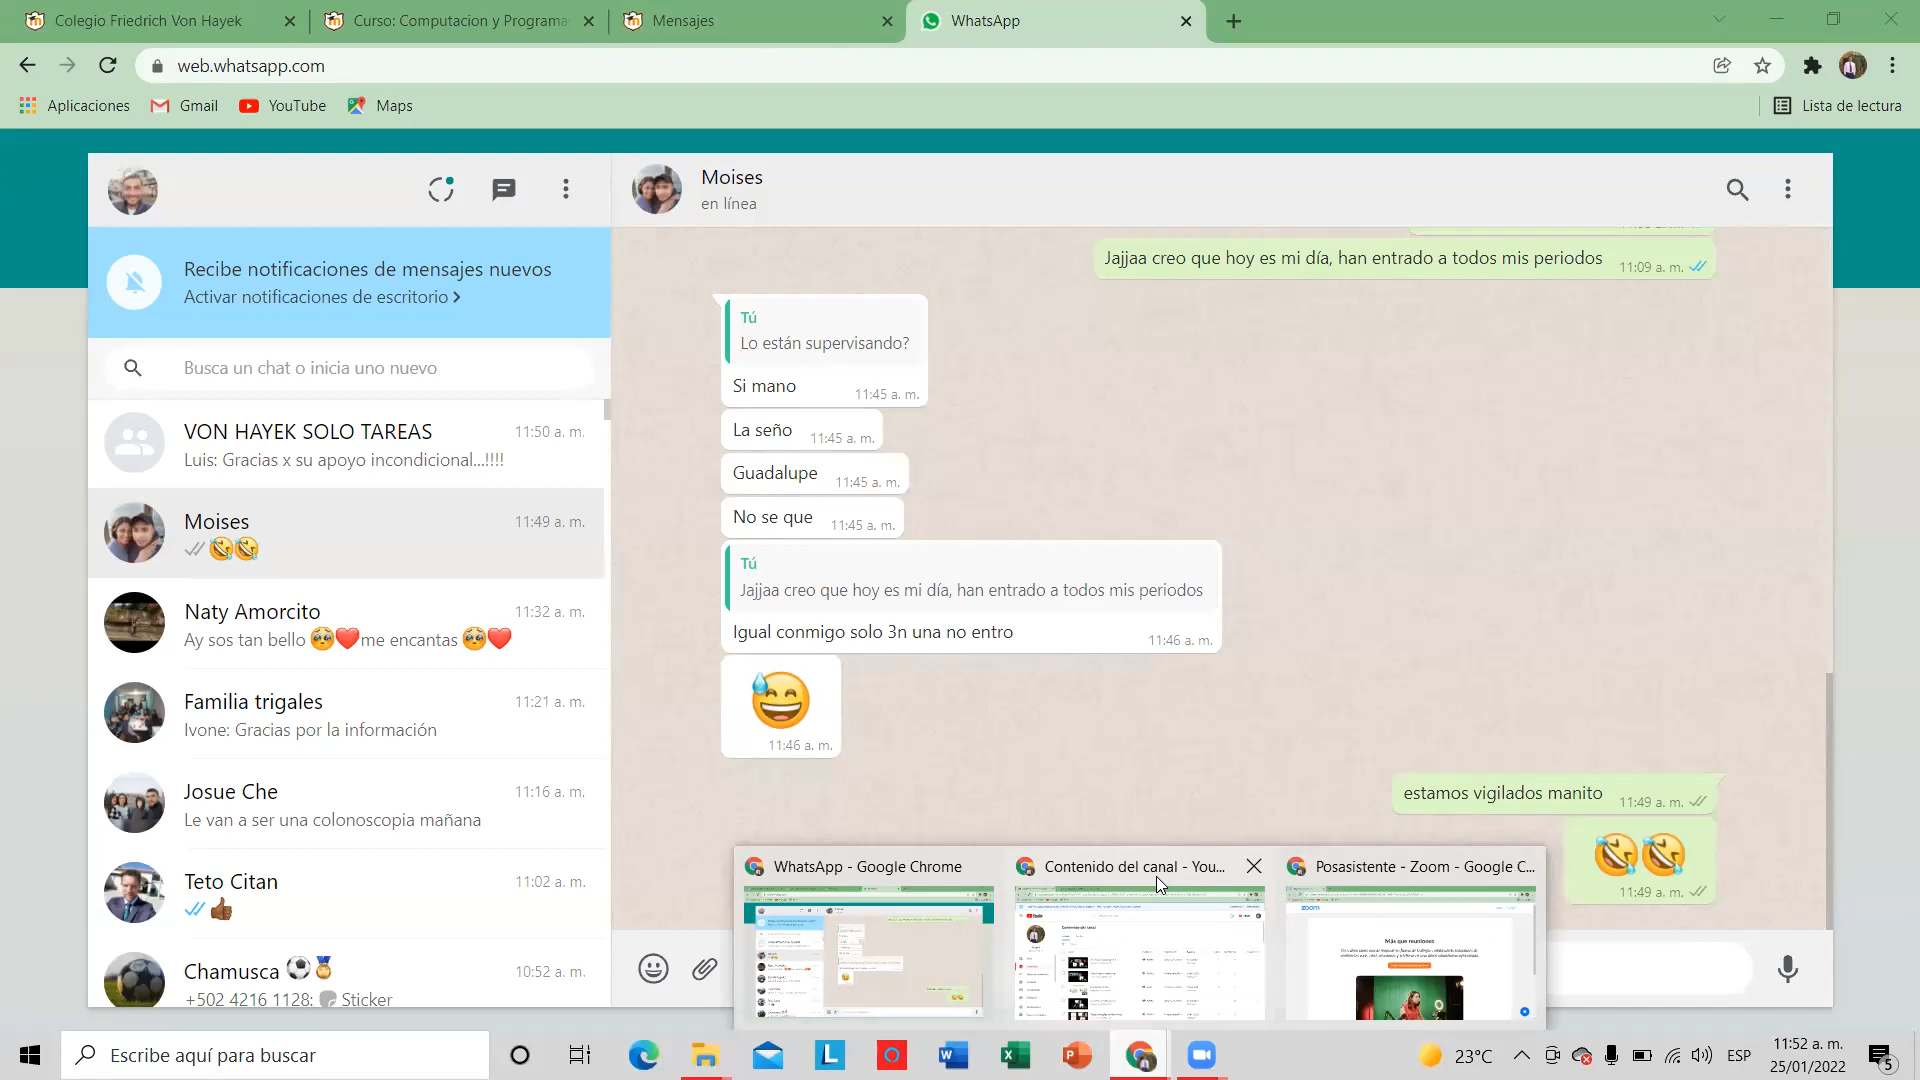 Colegio Friedrich Von Hayek
Curso: Computacion y Programa
Mensajes
WhatsApp
web.whatsapp.com
Aplicaciones
Gmail
YouTube
Maps
Lista de lectura
Moises
en línea
Recibe notificaciones de mensajes nuevos
Activar notificaciones de escritorio
Busca un chat o inicia uno nuevo
VON HAYEK SOLO TAREAS 11:50 a. m.
Luis: Gracias x su apoyo incondicional...!!!!
Moises 11:49 a. m.
🤣🤣
Naty Amorcito 11:32 a. m.
Ay sos tan bello 🥺❤️me encantas 🥺❤️
Familia trigales 11:21 a. m.
Ivone: Gracias por la información
Josue Che 11:16 a. m.
Le van a ser una colonoscopia mañana
Teto Citan 11:02 a. m.
👍🏾
Chamusca ⚽🏅 10:52 a. m.
+502 4216 1128: Sticker
Jajjaa creo que hoy es mi día, han entrado a todos mis periodos 11:09 a. m.
Tú
Lo están supervisando?
Si mano 11:45 a. m.
La seño 11:45 a. m.
Guadalupe 11:45 a. m.
No se que 11:45 a. m.
Tú
Jajjaa creo que hoy es mi día, han entrado a todos mis periodos
Igual conmigo solo 3n una no entro 11:46 a. m.
😅
11:46 a. m.
estamos vigilados manito 11:49 a. m.
🤣🤣
11:49 a. m.
WhatsApp - Google Chrome
Contenido del canal - You...
Posasistente - Zoom - Google C...
zoom
Más que reuniones
Contenido del canal
Escribe aquí para buscar
23°C
ESP
11:52 a. m.
25/01/2022
5